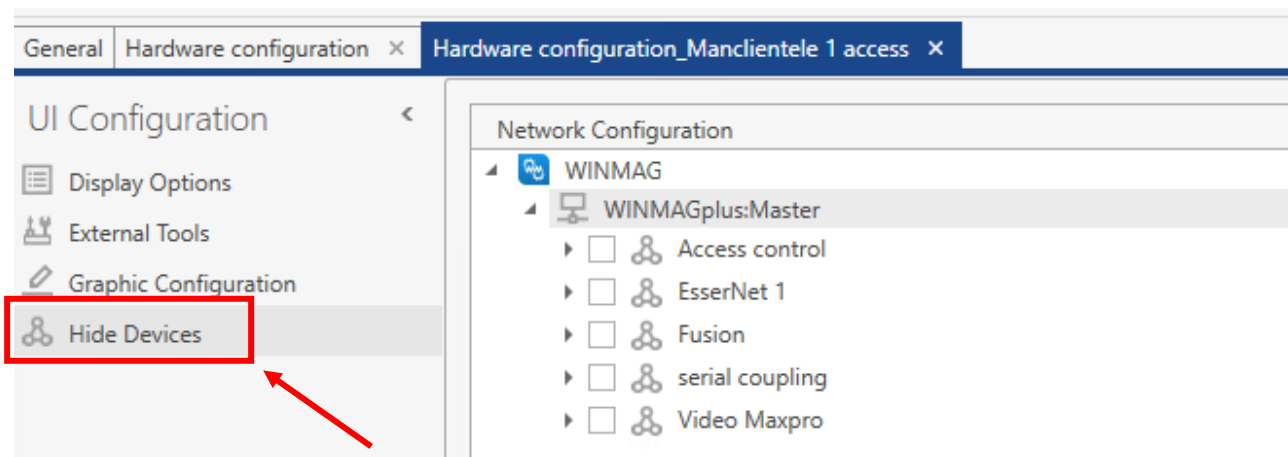 General
Hardware configuration
Hardware configuration_Manclientele 1 access
UI Configuration
Display Options
External Tools
Graphic Configuration
Hide Devices
Network Configuration
WINMAG
WINMAGplus:Master
Access control
EsserNet 1
Fusion
serial coupling
Video Maxpro